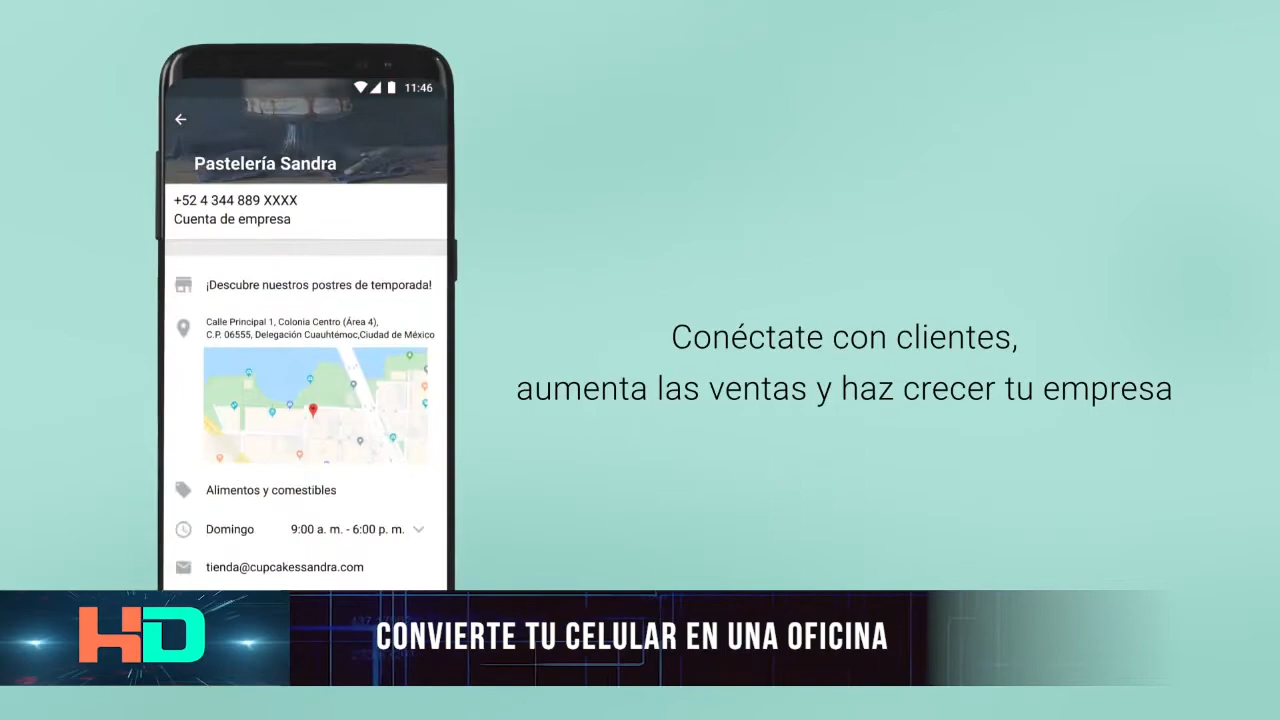 11:46
Pastelería Sandra
+52 4 344 889 XXXX
Cuenta de empresa
¡Descubre nuestros postres de temporada!
Calle Principal 1, Colonia Centro (Área 4),
C.P. 06555, Delegación Cuauhtémoc,Ciudad de México
Alimentos y comestibles
Domingo 9:00 a. m. - 6:00 p. m.
tienda@cupcakessandra.com
Conéctate con clientes,
aumenta las ventas y haz crecer tu empresa
HD
CONVIERTE TU CELULAR EN UNA OFICINA